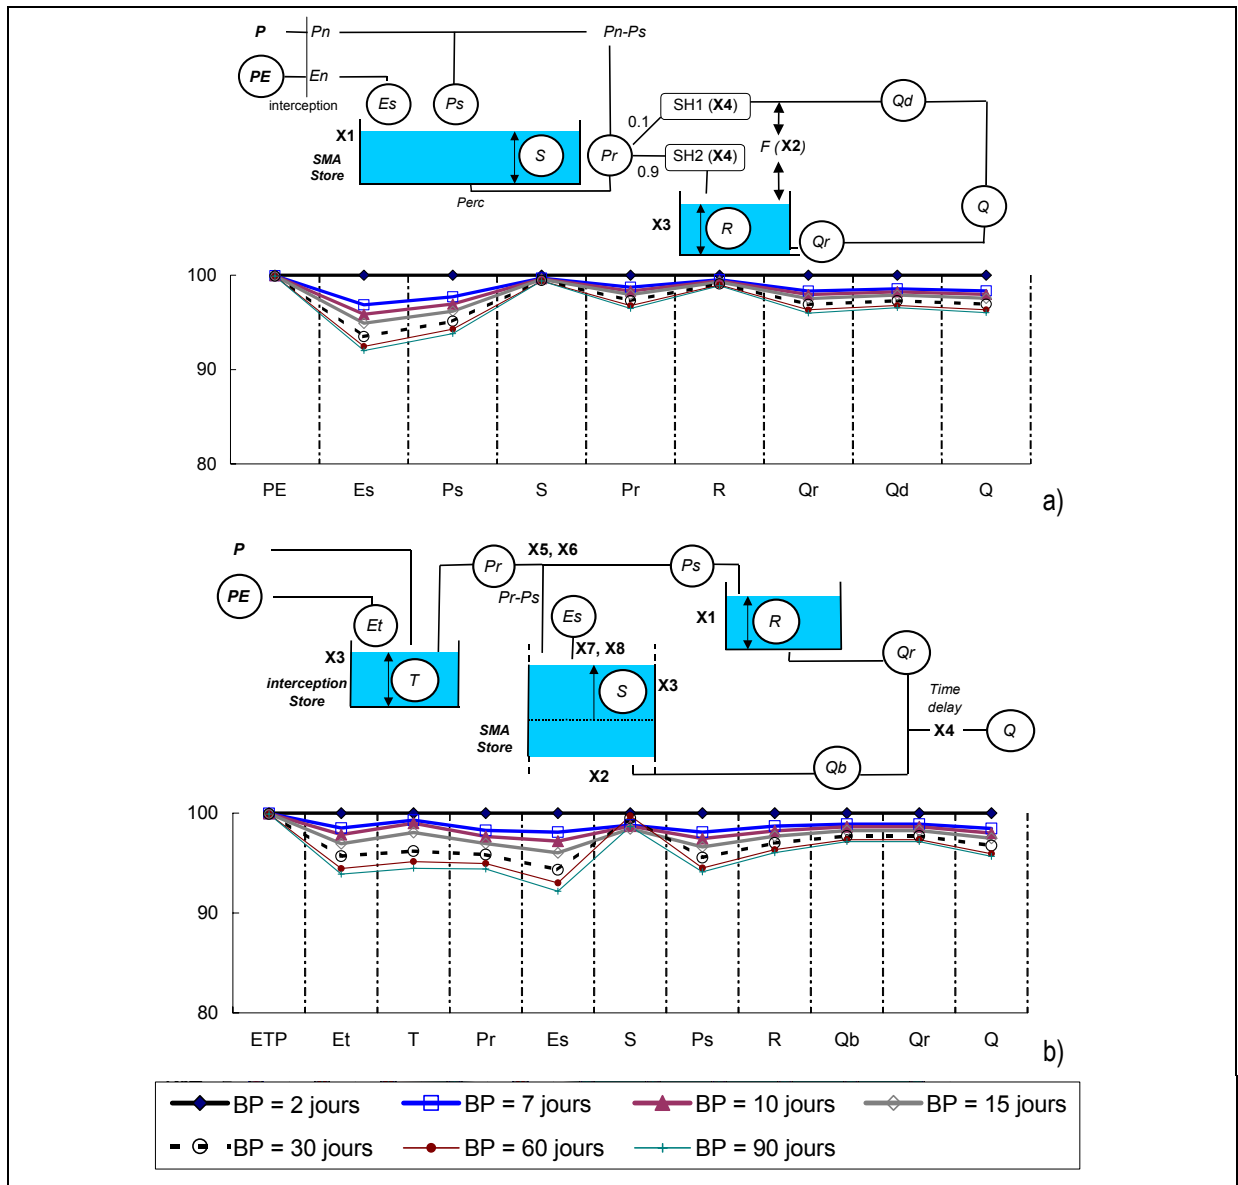 P Pn Pn-Ps
PE En
interception
Es Ps
Qd
SH1 (X4)
0.1
X1
SMA
Store
S
Pr
F (X2)
SH2 (X4)
0.9
Perc
Q
X3
R
Qr
100
90
80
PE Es Ps S Pr R Qr Qd Q
a)
P
X5, X6
Pr
Ps
PE
Pr-Ps
Es
Et
X1
R
X3
X7, X8
Qr
interception
Store
T
S
X3
Time
delay
SMA
Store
X4
Q
X2
Qb
100
90
80
ETP Et T Pr Es S Ps R Qb Qr Q
b)
BP = 2 jours BP = 7 jours BP = 10 jours BP = 15 jours
BP = 30 jours BP = 60 jours BP = 90 jours